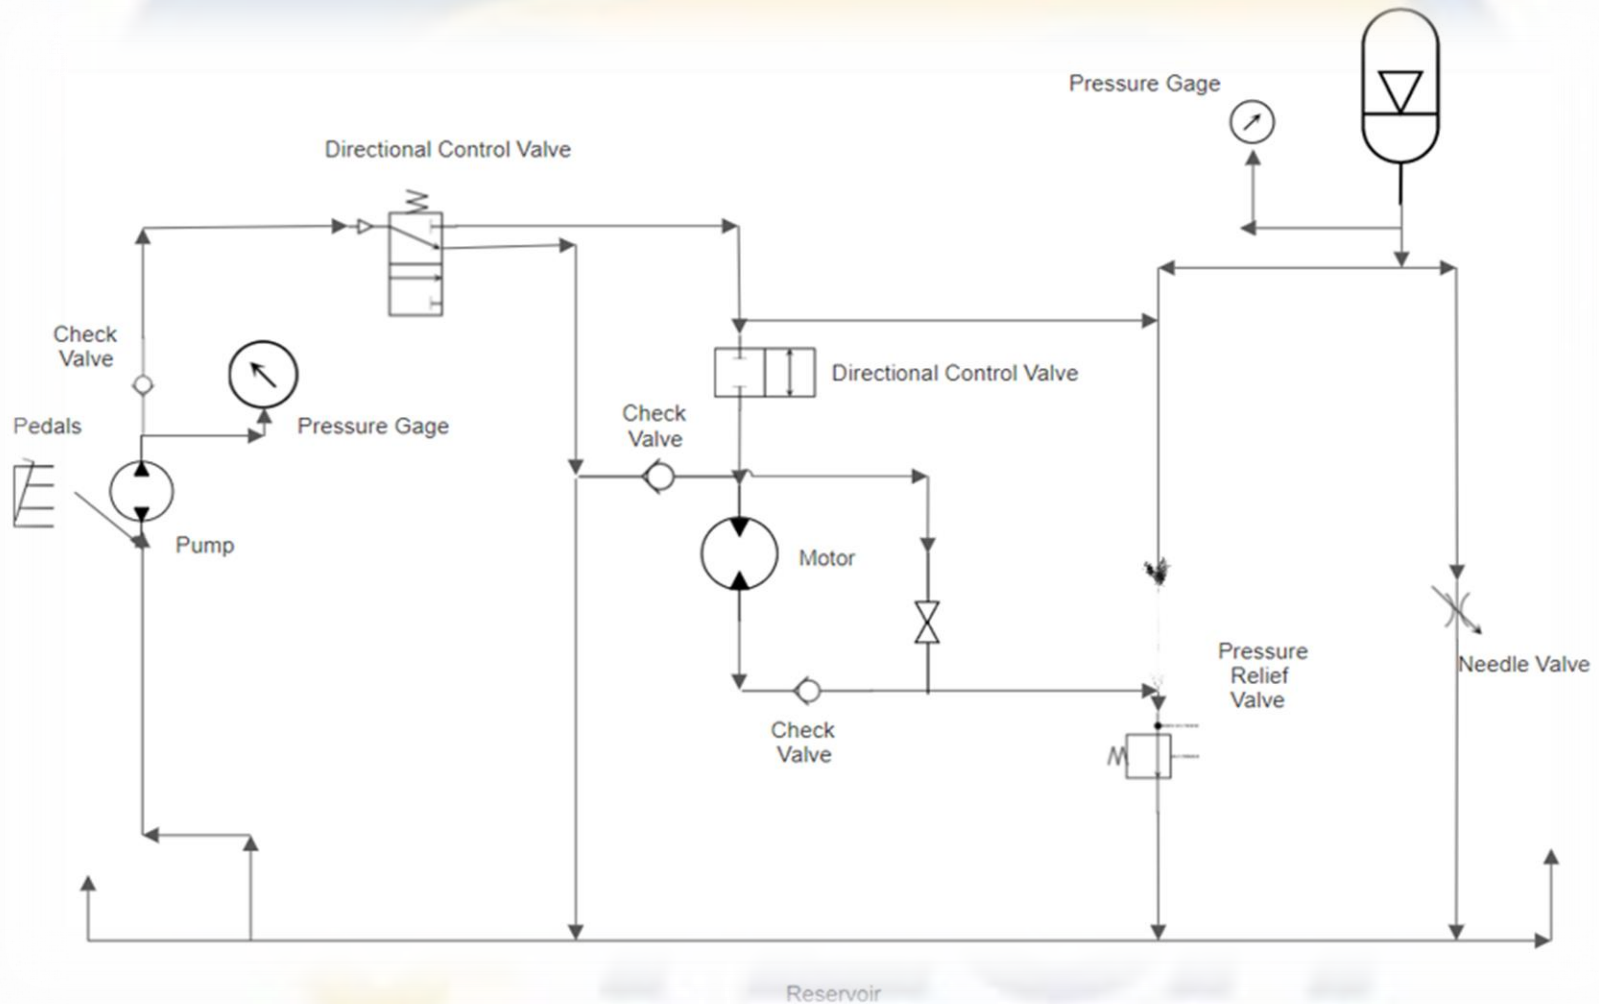 Pressure Gage
Directional Control Valve
Check
Valve
Pedals
Pressure Gage
Pump
Directional Control Valve
Check
Valve
Motor
Check
Valve
Pressure
Relief
Valve
Needle Valve
Reservoir